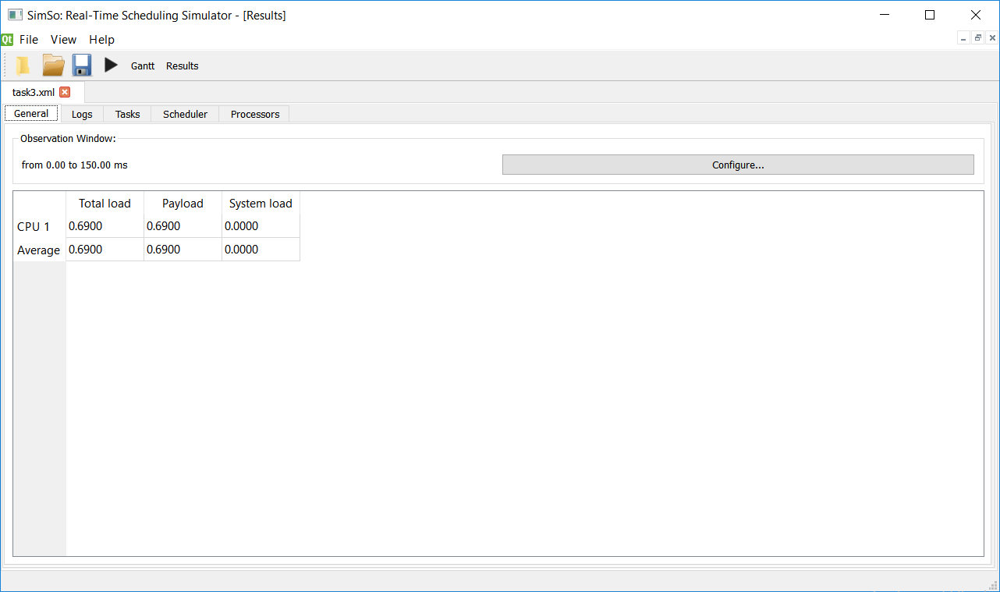 SimSo: Real-Time Scheduling Simulator - [Results]
Qt File View Help
Gantt Results
task3.xml
General Logs Tasks Scheduler Processors
Observation Window:
from 0.00 to 150.00 ms Configure...
Total load Payload System load
CPU 1 0.6900 0.6900 0.0000
Average 0.6900 0.6900 0.0000